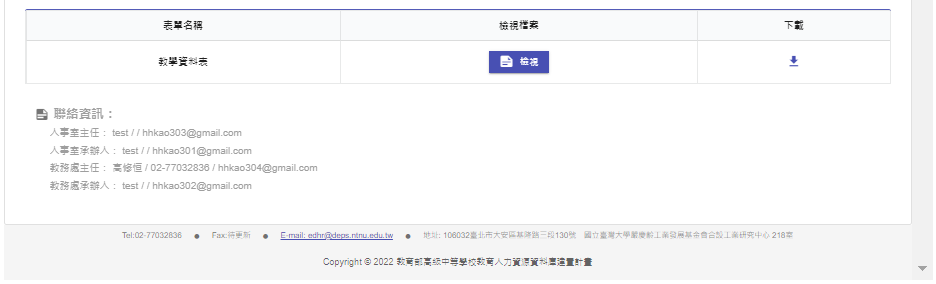 表單名稱 檢視檔案 下載
教學資料表 檢視
聯絡資訊：
人事室主任： test / / hhkao303@gmail.com
人事室承辦人： test / / hhkao301@gmail.com
教務處主任： 高修恒 / 02-77032836 / hhkao304@gmail.com
教務處承辦人： test / / hhkao302@gmail.com
Tel:02-77032836 ● Fax:待更新 ● E-mail: edhr@deps.ntnu.edu.tw ● 地址: 106032臺北市大安區基隆路三段130號 國立臺灣大學嚴慶齡工業發展基金會合設工業研究中心 218室
Copyright © 2022 教育部高級中等學校教育人力資源資料庫建置計畫